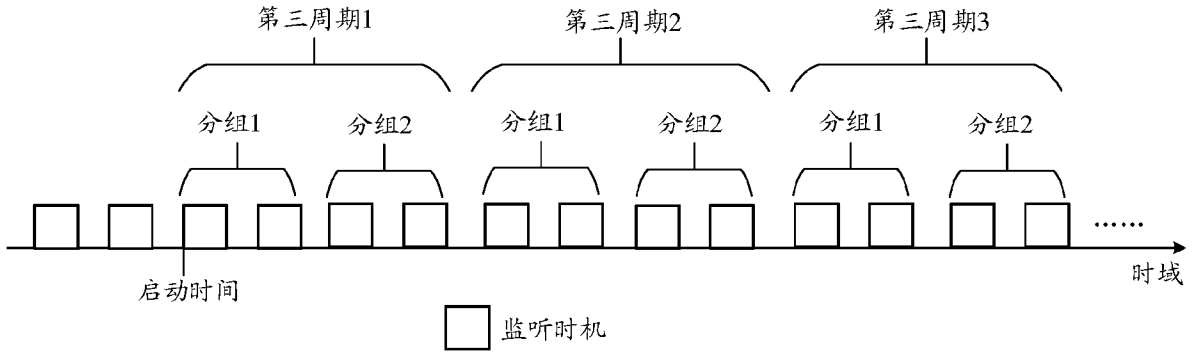 第三周期1 第三周期2 第三周期3
分组1 分组2 分组1 分组2 分组1 分组2
……
时域
启动时间
监听时机